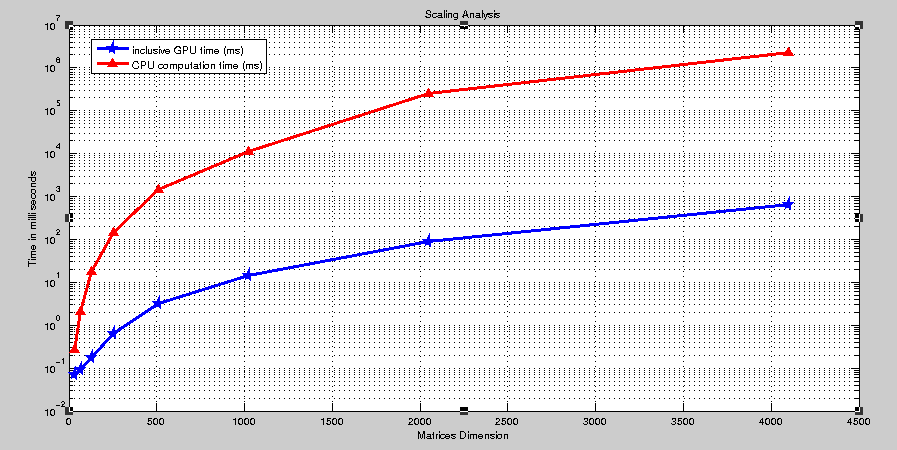 Scaling Analysis
inclusive GPU time (ms)
CPU computation time (ms)
10^7
10^6
10^5
10^4
10^3
10^2
10^1
10^0
10^-1
10^-2
Time in milli seconds
0 500 1000 1500 2000 2500 3000 3500 4000 4500
Matrices Dimension